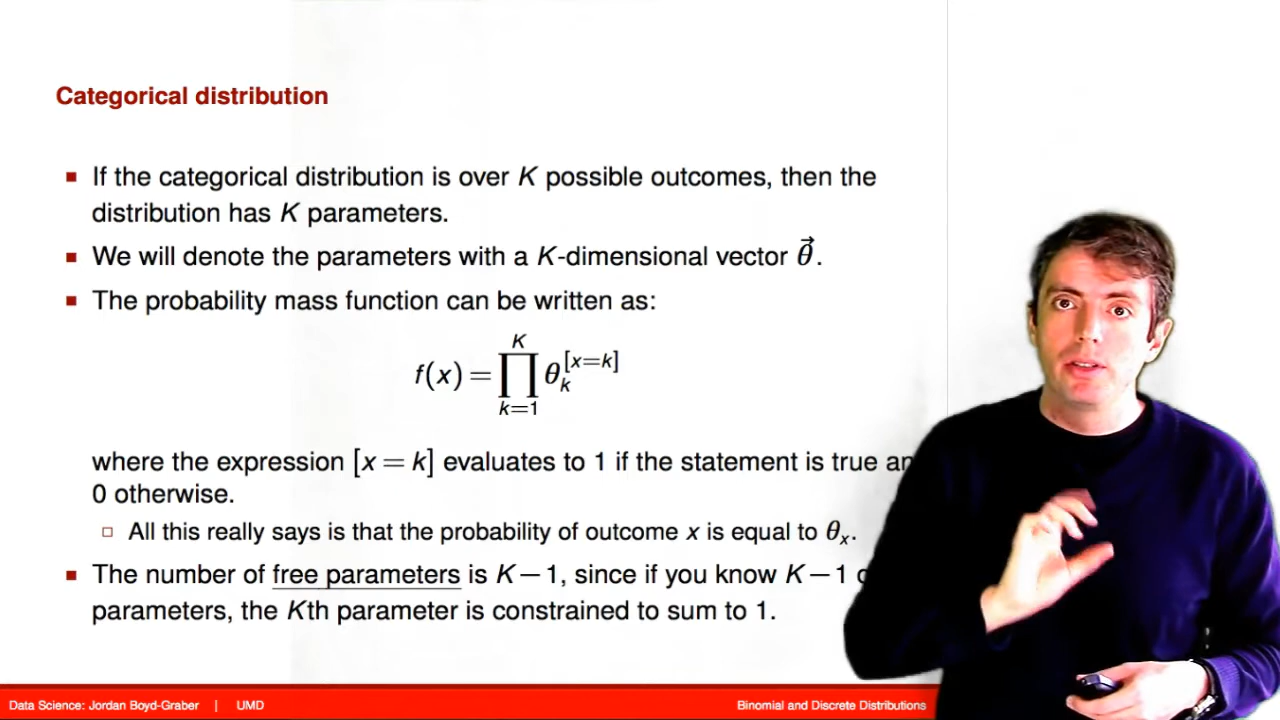 Categorical distribution
■ If the categorical distribution is over K possible outcomes, then the
distribution has K parameters.
■ We will denote the parameters with a K-dimensional vector θ⃗.
■ The probability mass function can be written as:
f(x) = ∏_{k=1}^{K} θ_k^{[x=k]}
where the expression [x = k] evaluates to 1 if the statement is true
0 otherwise.
□ All this really says is that the probability of outcome x is equal to θ_x.
■ The number of free parameters is K−1, since if you know K−1
parameters, the Kth parameter is constrained to sum to 1.
Data Science: Jordan Boyd-Graber | UMD
Binomial and Discrete Distributions